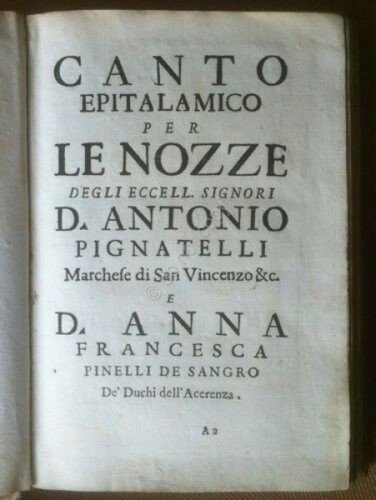 CANTO
EPITALAMICO
PER
LE NOZZE
DEGLI ECCELL. SIGNORI
D. ANTONIO
PIGNATELLI
Marcheſe di San Vincenzo &c.
E
D. ANNA
FRANCESCA
PINELLI DE SANGRO
De' Duchi dell'Acerenza.
A2